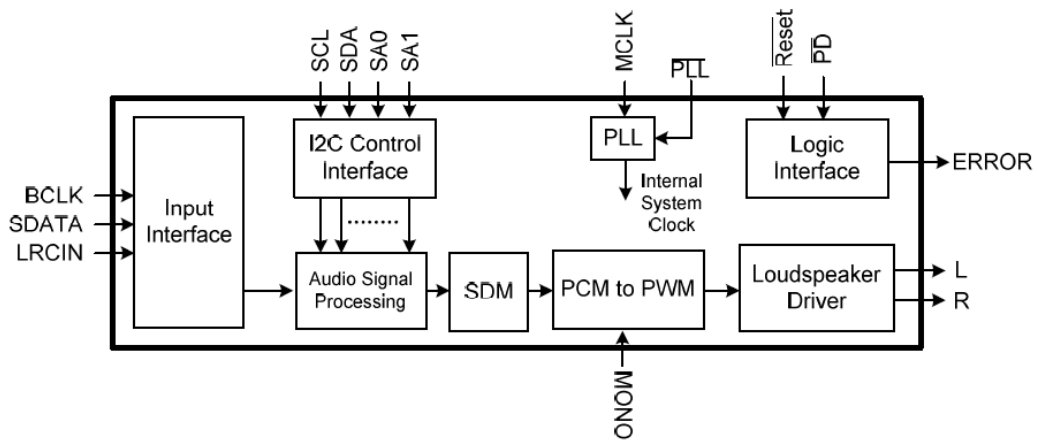 SCL
SDA
SA0
SA1
MCLK
PLL
Reset
PD
I2C Control
Interface
PLL
Logic
Interface
ERROR
BCLK
SDATA
LRCIN
Input
Interface
Internal
System
Clock
........
Audio Signal
Processing
SDM
PCM to PWM
Loudspeaker
Driver
L
R
MONO